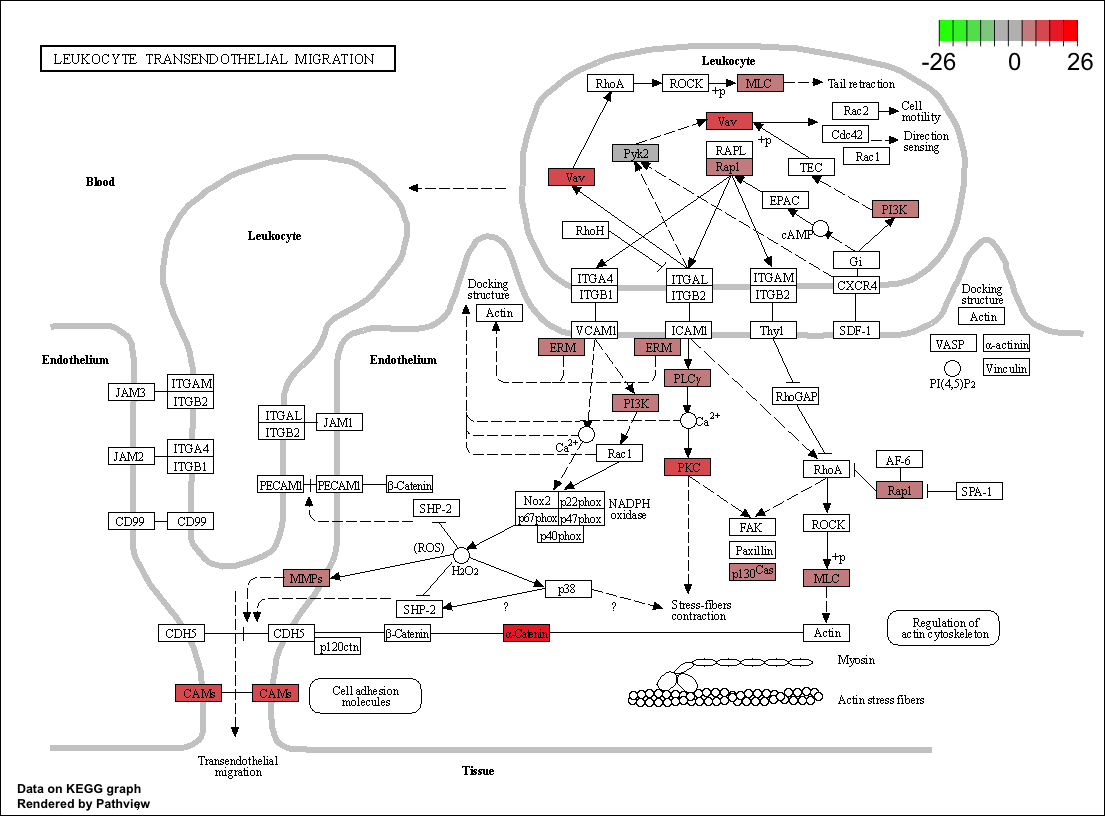 LEUKOCYTE TRANSENDOTHELIAL MIGRATION
-26 0 26
Leukocyte
RhoA
ROCK
+p
MLC
Tail retraction
Vav
+p
Rac2
Cell
motility
Cdc42
Direction
sensing
Rac1
Pyk2
RAPL
Rap1
TEC
Vav
EPAC
PI3K
cAMP
RhoH
Gi
Blood
Leukocyte
ITGA4
ITGB1
ITGAL
ITGB2
ITGAM
ITGB2
CXCR4
Docking
structure
Actin
Docking
structure
Actin
VCAM1
ICAM1
Thy1
SDF-1
VASP
α-actinin
PI(4,5)P2
Vinculin
Endothelium
Endothelium
ERM
ERM
PLCγ
PI3K
RhoGAP
JAM3
ITGAM
ITGB2
ITGAL
ITGB2
JAM1
Ca2+
Ca2+
Rac1
JAM2
ITGA4
ITGB1
PKC
RhoA
AF-6
Rap1
SPA-1
PECAM1
PECAM1
β-Catenin
SHP-2
Nox2
p22phox
p67phox
p47phox
p40phox
NADPH
oxidase
CD99
CD99
FAK
Paxillin
p130Cas
ROCK
+p
MLC
(ROS)
H2O2
MMPs
p38
SHP-2
?
?
Stress-fibers
contraction
CDH5
CDH5
p120ctn
β-Catenin
α-Catenin
Actin
Regulation of
actin cytoskeleton
Myosin
Actin stress fibers
CAMs
CAMs
Cell adhesion
molecules
Transendothelial
migration
Tissue
Data on KEGG graph
Rendered by Pathview